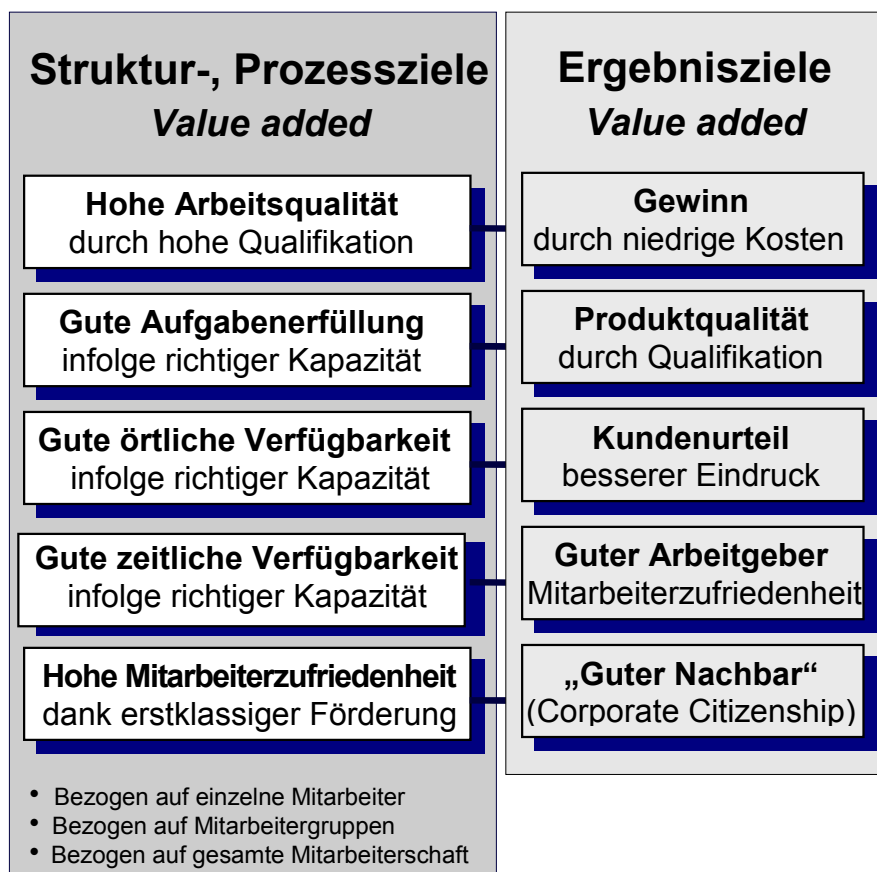 Struktur-, Prozessziele
Value added
Hohe Arbeitsqualität
durch hohe Qualifikation
Gute Aufgabenerfüllung
infolge richtiger Kapazität
Gute örtliche Verfügbarkeit
infolge richtiger Kapazität
Gute zeitliche Verfügbarkeit
infolge richtiger Kapazität
Hohe Mitarbeiterzufriedenheit
dank erstklassiger Förderung
• Bezogen auf einzelne Mitarbeiter
• Bezogen auf Mitarbeitergruppen
• Bezogen auf gesamte Mitarbeiterschaft
Ergebnisziele
Value added
Gewinn
durch niedrige Kosten
Produktqualität
durch Qualifikation
Kundenurteil
besserer Eindruck
Guter Arbeitgeber
Mitarbeiterzufriedenheit
„Guter Nachbar“
(Corporate Citizenship)